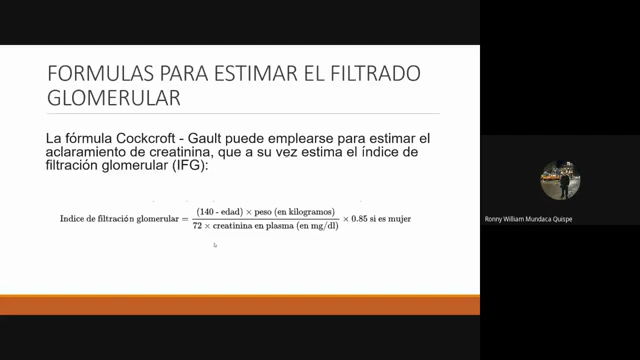 FORMULAS PARA ESTIMAR EL FILTRADO
GLOMERULAR
La fórmula Cockcroft - Gault puede emplearse para estimar el
aclaramiento de creatinina, que a su vez estima el índice de
filtración glomerular (IFG):
Indice de filtración glomerular = (140 - edad) × peso (en kilogramos) / 72 × creatinina en plasma (en mg/dl) × 0.85 si es mujer
Ronny William Mundaca Quispe